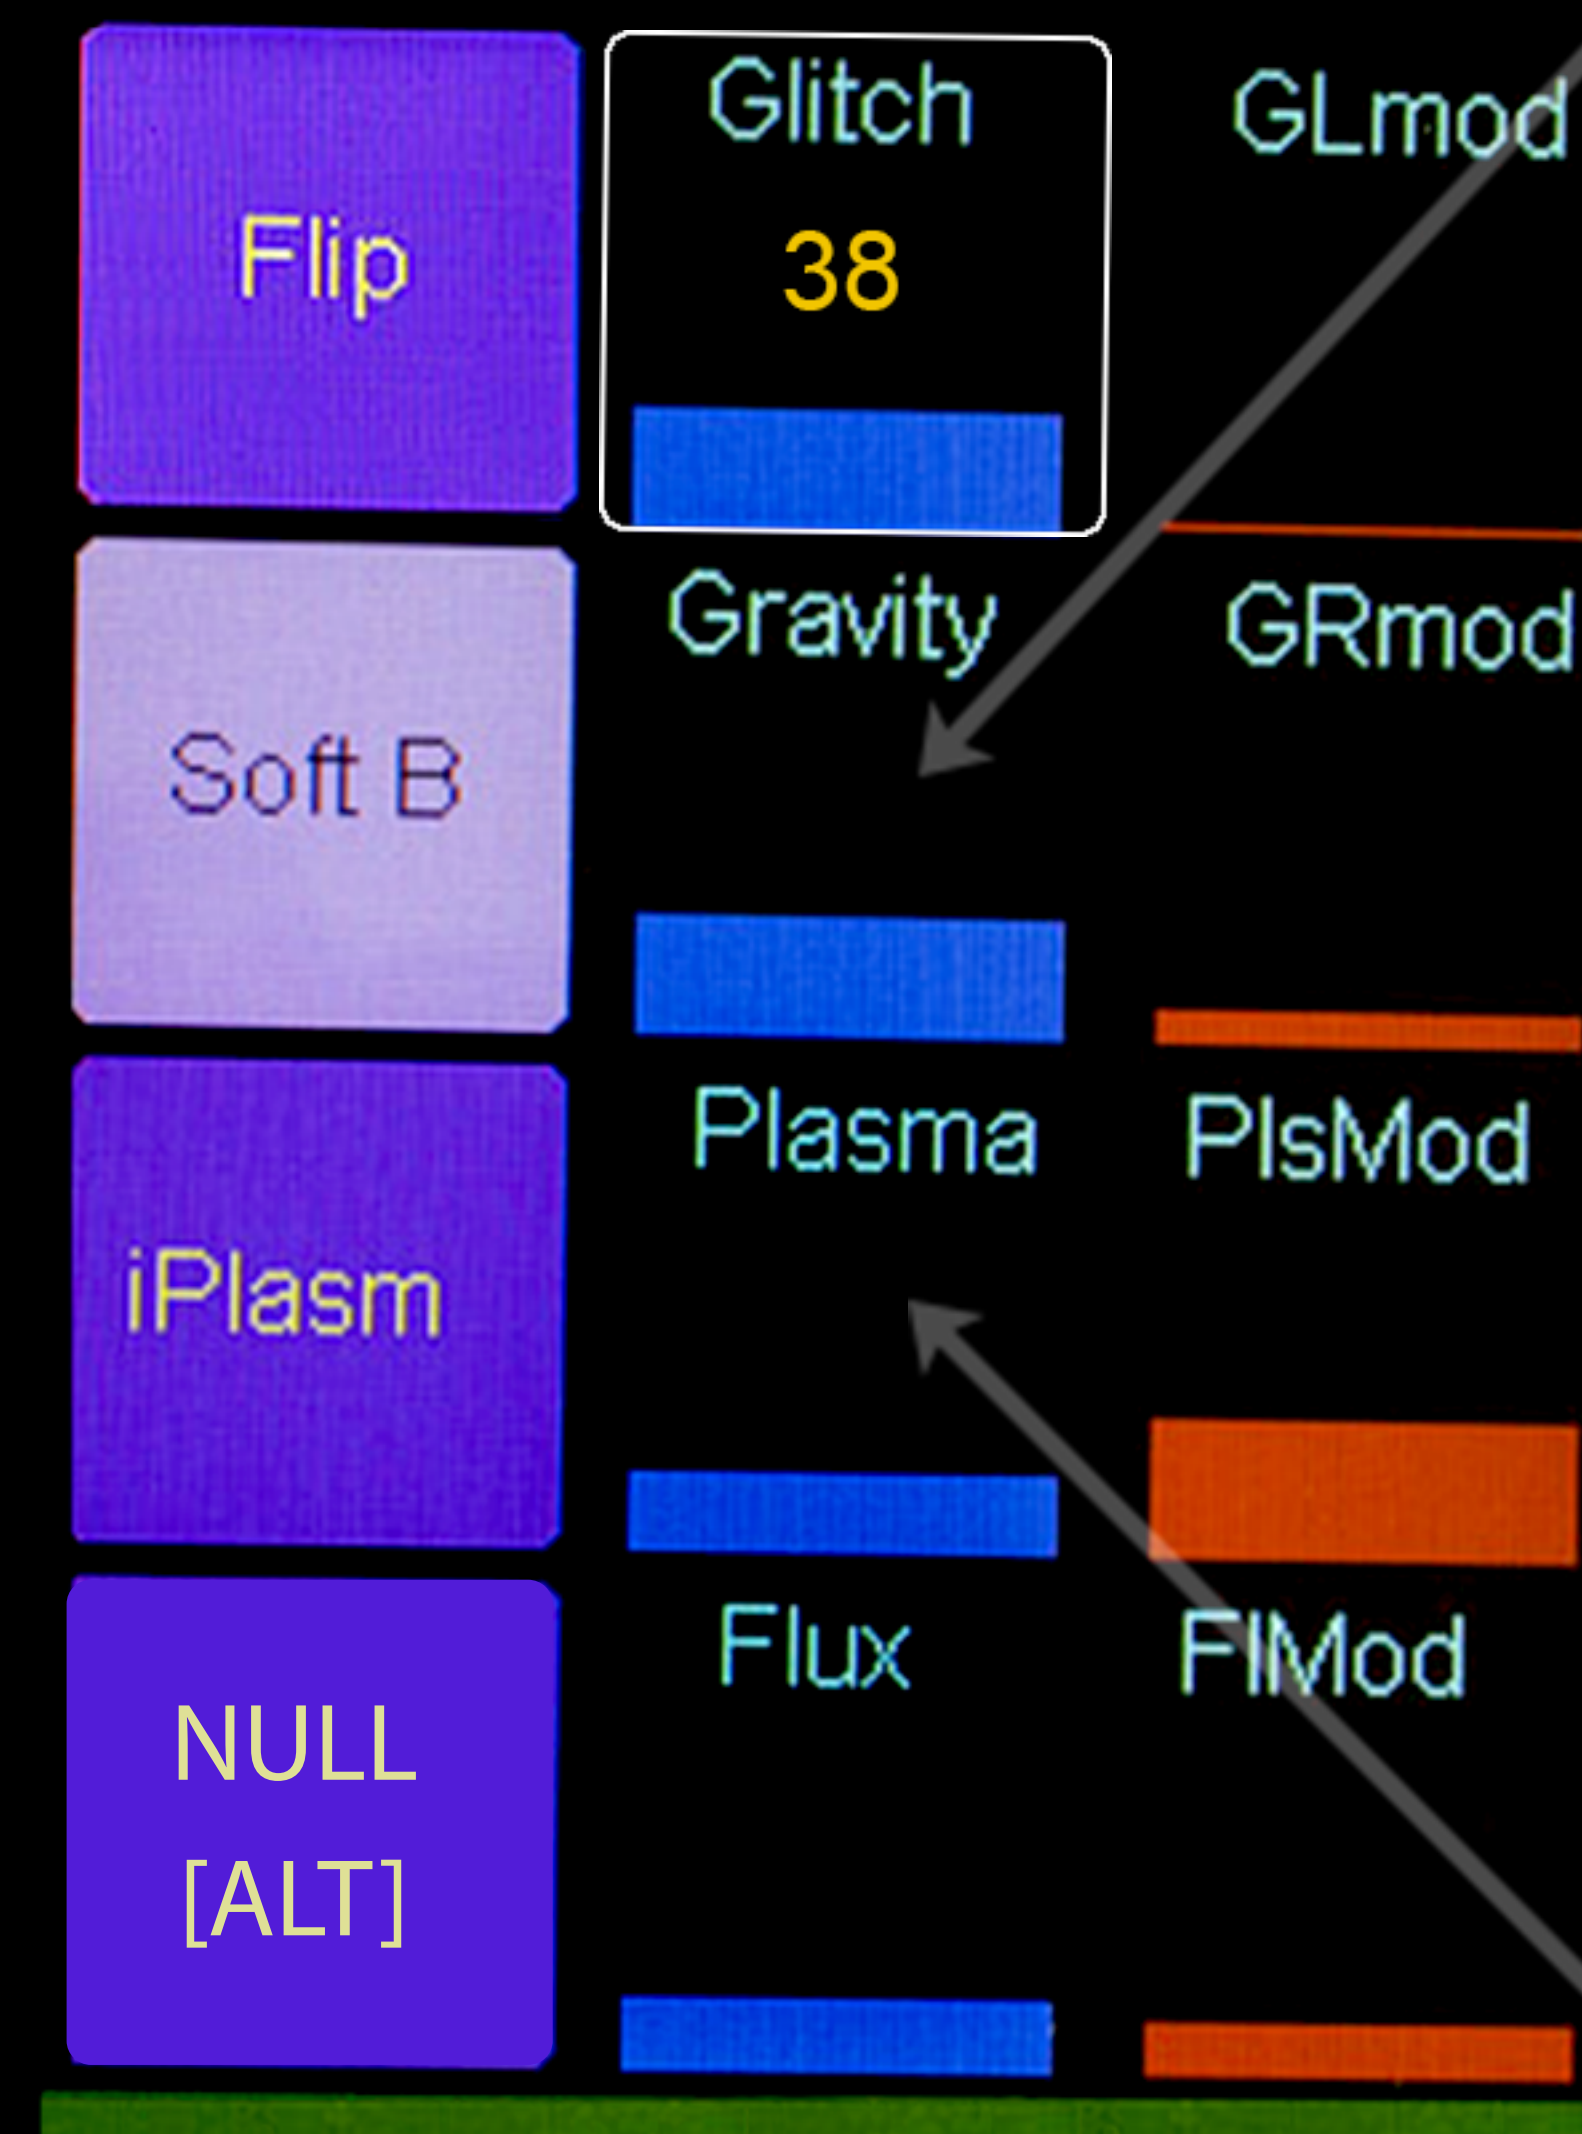 Flip
Glitch
GLmod
38
Gravity
GRmod
Soft B
Plasma
PlsMod
iPlasm
Flux
FlMod
NULL
[ALT]